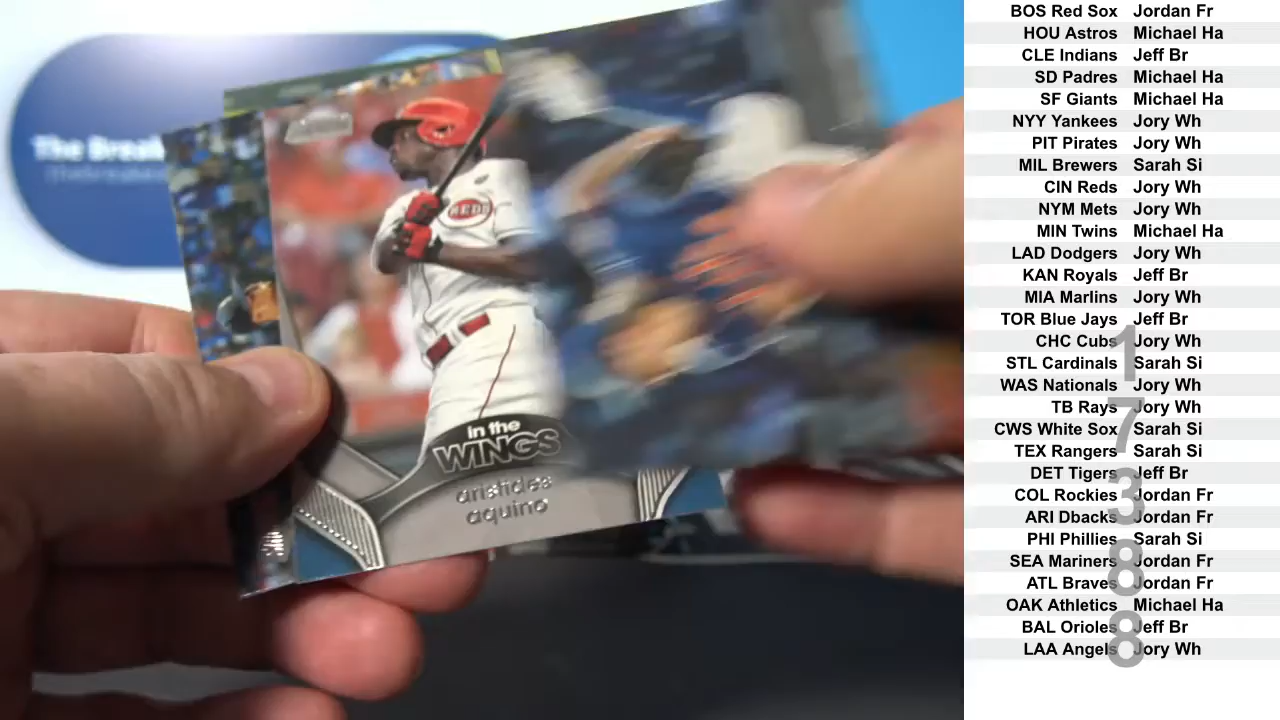 The Break
REDS
in the
WINGS
aristides
aquino
BOS Red Sox Jordan Fr
HOU Astros Michael Ha
CLE Indians Jeff Br
SD Padres Michael Ha
SF Giants Michael Ha
NYY Yankees Jory Wh
PIT Pirates Jory Wh
MIL Brewers Sarah Si
CIN Reds Jory Wh
NYM Mets Jory Wh
MIN Twins Michael Ha
LAD Dodgers Jory Wh
KAN Royals Jeff Br
MIA Marlins Jory Wh
TOR Blue Jays Jeff Br
CHC Cubs Jory Wh
STL Cardinals Sarah Si
WAS Nationals Jory Wh
TB Rays Jory Wh
CWS White Sox Sarah Si
TEX Rangers Sarah Si
DET Tigers Jeff Br
COL Rockies Jordan Fr
ARI Dbacks Jordan Fr
PHI Phillies Sarah Si
SEA Mariners Jordan Fr
ATL Braves Jordan Fr
OAK Athletics Michael Ha
BAL Orioles Jeff Br
LAA Angels Jory Wh
1
7
3
8
8
8